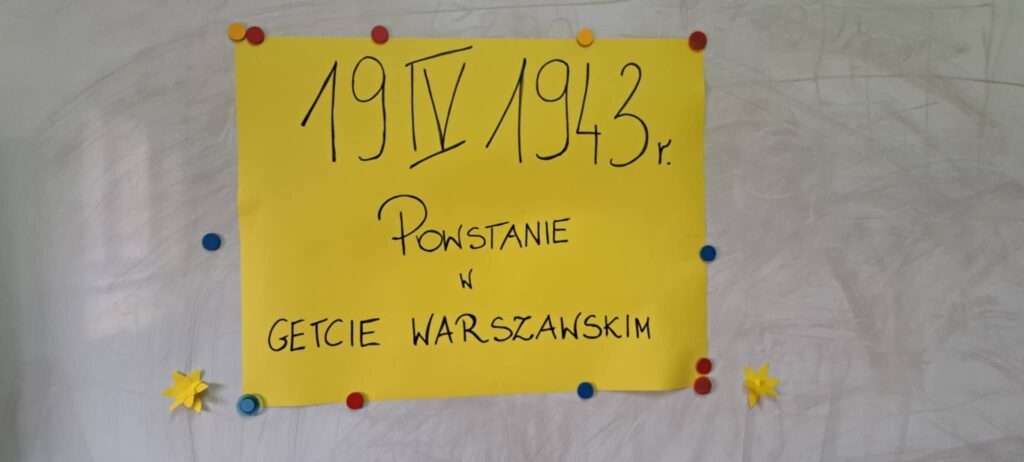 19 IV 1943 r.
POWSTANIE
W
GETCIE WARSZAWSKIM